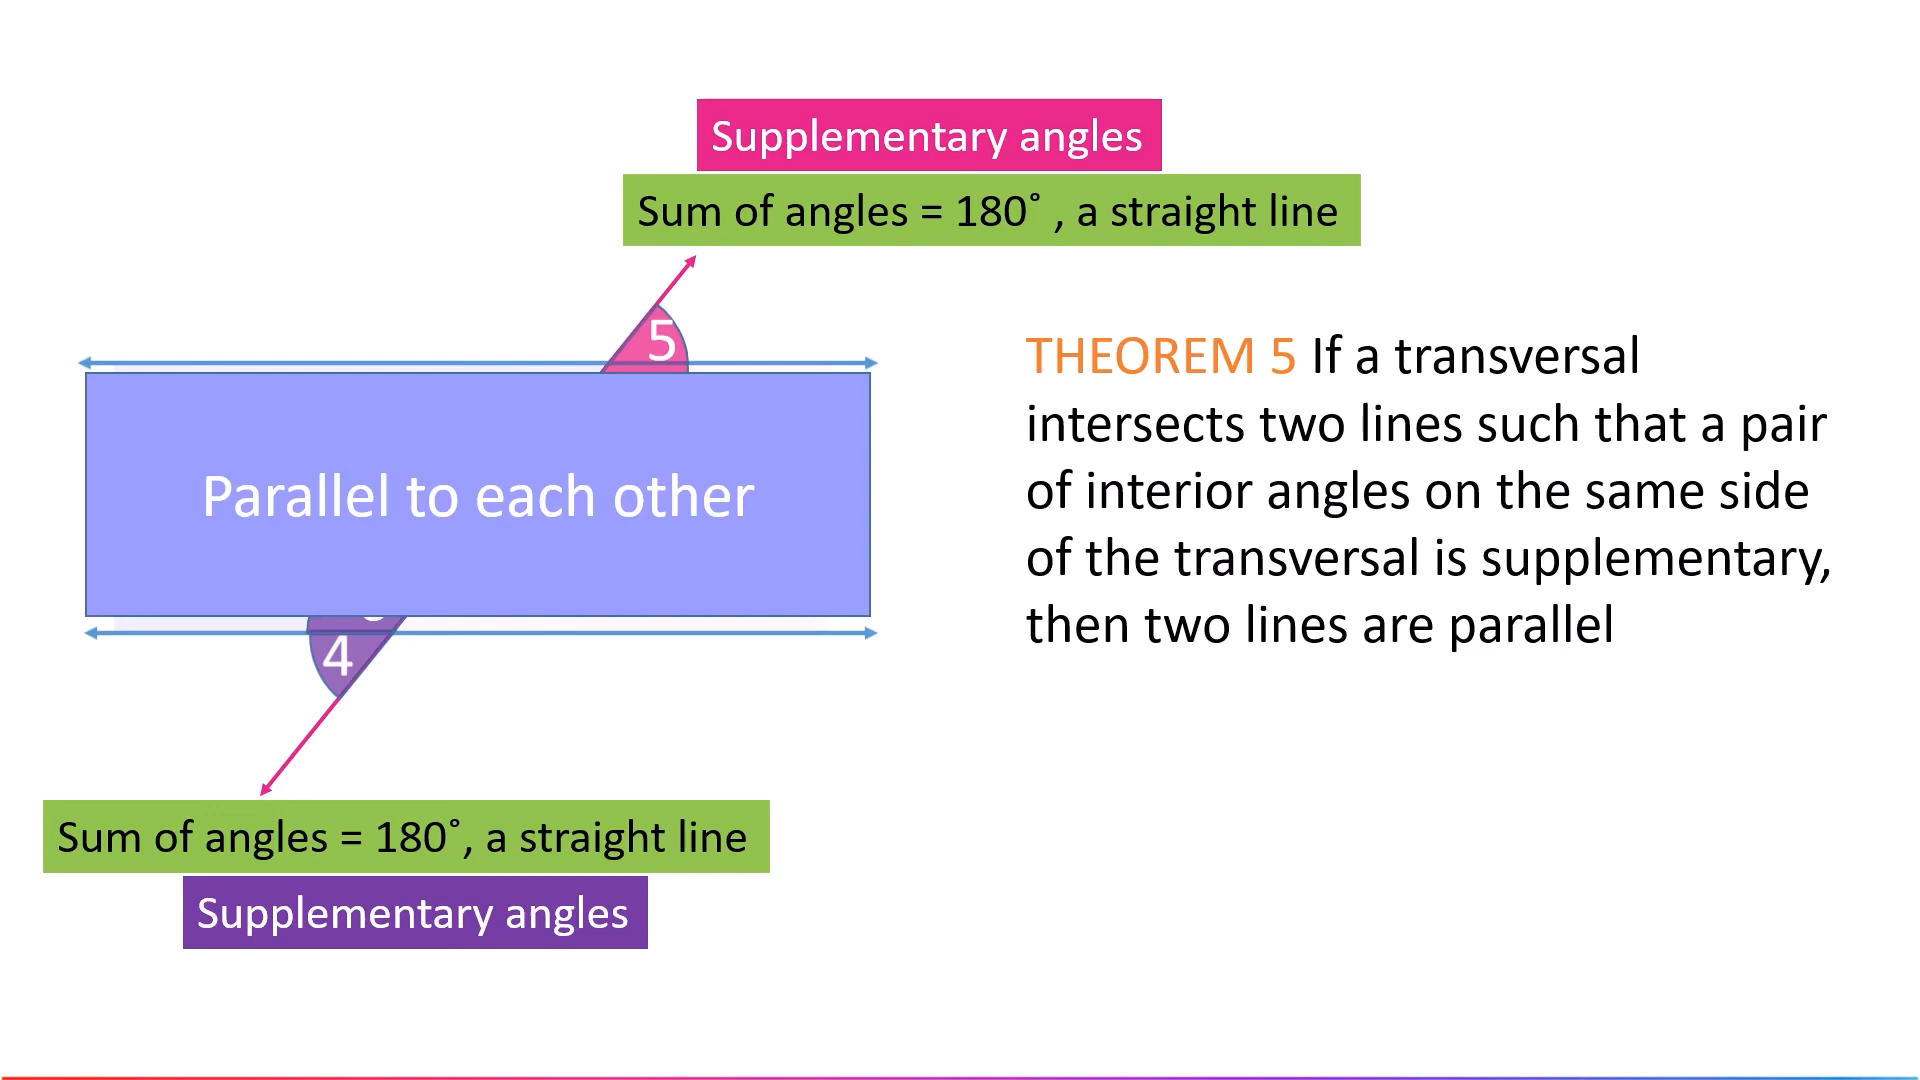 Supplementary angles
Sum of angles = 180˚ , a straight line
5
THEOREM 5 If a transversal
intersects two lines such that a pair
of interior angles on the same side
of the transversal is supplementary,
then two lines are parallel
Parallel to each other
4
Sum of angles = 180˚, a straight line
Supplementary angles